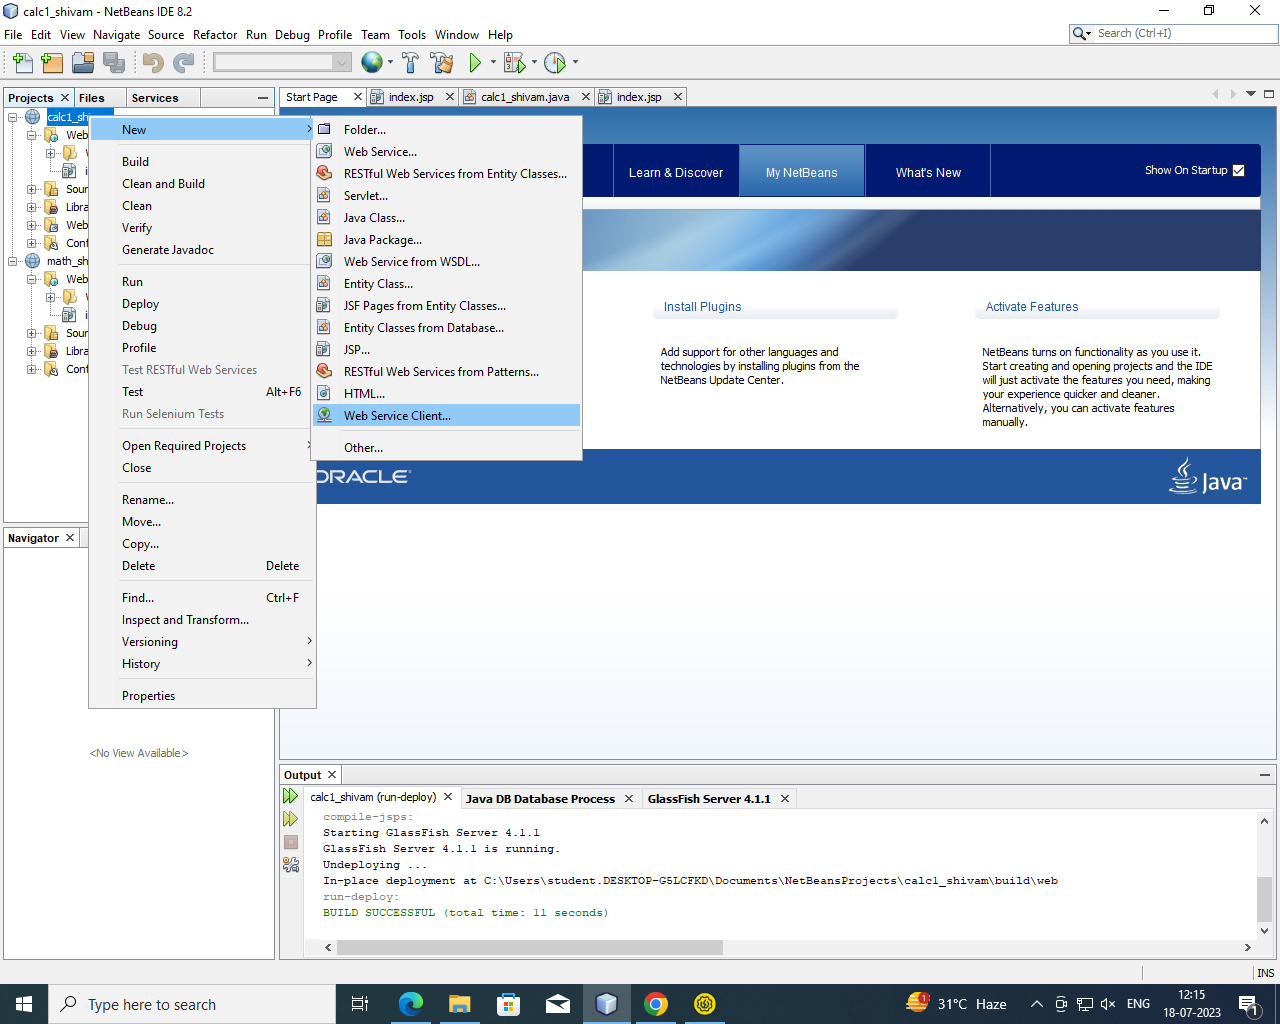 calc1_shivam - NetBeans IDE 8.2
File Edit View Navigate Source Refactor Run Debug Profile Team Tools Window Help
Search (Ctrl+I)
Projects Files Services
Start Page index.jsp calc1_shivam.java index.jsp
calc1_sh
Web
Sour
Libra
Web
Conf
math_sh
Web
Sour
Libra
Conf
New
Build
Clean and Build
Clean
Verify
Generate Javadoc
Run
Deploy
Debug
Profile
Test RESTful Web Services
Test Alt+F6
Run Selenium Tests
Open Required Projects
Close
Rename...
Move...
Copy...
Delete Delete
Find... Ctrl+F
Inspect and Transform...
Versioning
History
Properties
Folder...
Web Service...
RESTful Web Services from Entity Classes...
Servlet...
Java Class...
Java Package...
Web Service from WSDL...
Entity Class...
JSF Pages from Entity Classes...
Entity Classes from Database...
JSP...
RESTful Web Services from Patterns...
HTML...
Web Service Client...
Other...
Learn & Discover My NetBeans What's New Show On Startup
Install Plugins
Add support for other languages and
technologies by installing plugins from the
NetBeans Update Center.
Activate Features
NetBeans turns on functionality as you use it.
Start creating and opening projects and the IDE
will just activate the features you need, making
your experience quicker and cleaner.
Alternatively, you can activate features
manually.
ORACLE
Java
Navigator
<No View Available>
Output
calc1_shivam (run-deploy) Java DB Database Process GlassFish Server 4.1.1
compile-jsps:
Starting GlassFish Server 4.1.1
GlassFish Server 4.1.1 is running.
Undeploying ...
In-place deployment at C:\Users\student.DESKTOP-G5LCFKD\Documents\NetBeansProjects\calc1_shivam\build\web
run-deploy:
BUILD SUCCESSFUL (total time: 11 seconds)
INS
Type here to search
31°C Haze
ENG
12:15
18-07-2023
1